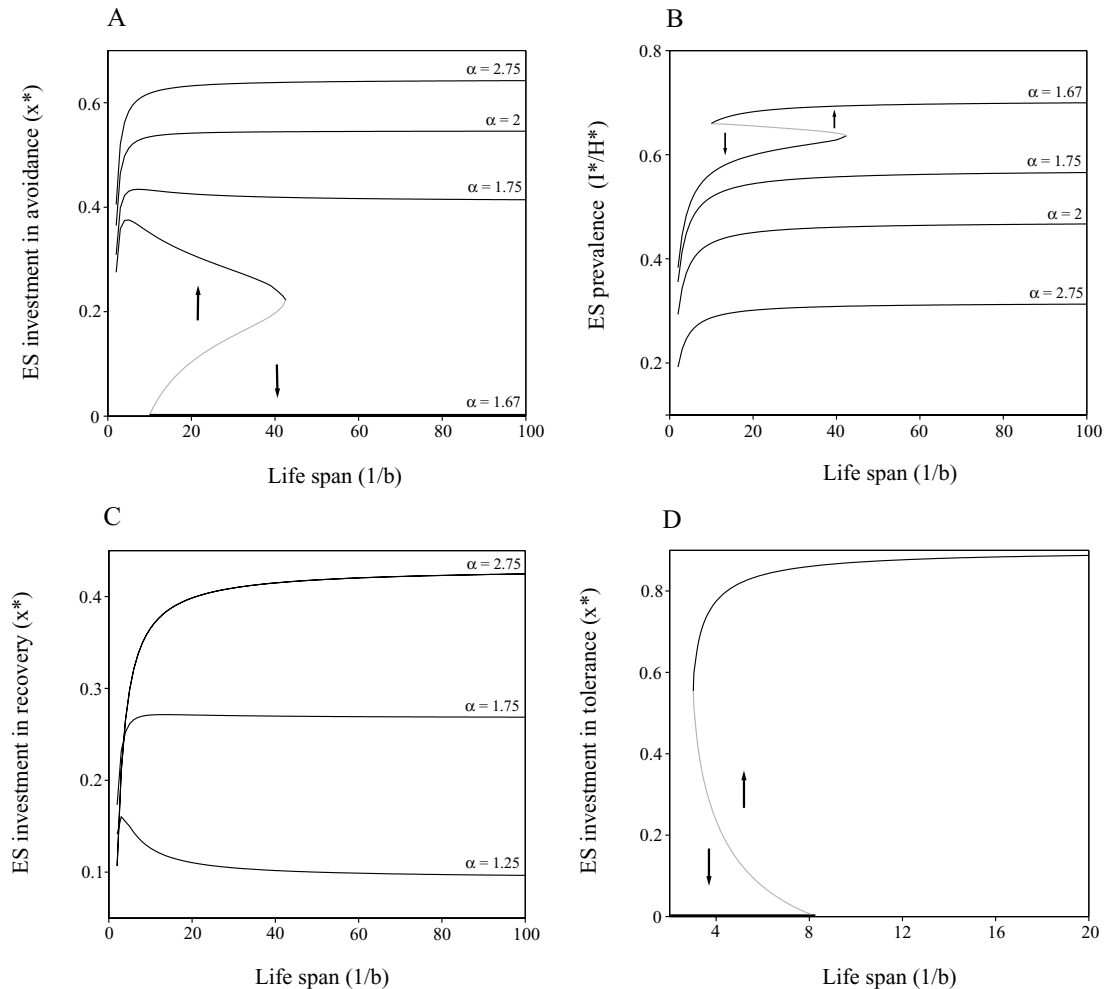 A
ES investment in avoidance (x*)
0.6
0.4
0.2
0
α = 2.75
α = 2
α = 1.75
α = 1.67
0 20 40 60 80 100
Life span (1/b)
B
ES prevalence (I*/H*)
0.8
0.6
0.4
0.2
α = 1.67
α = 1.75
α = 2
α = 2.75
0 20 40 60 80 100
Life span (1/b)
C
ES investment in recovery (x*)
0.4
0.3
0.2
0.1
α = 2.75
α = 1.75
α = 1.25
0 20 40 60 80 100
Life span (1/b)
D
ES investment in tolerance (x*)
0.8
0.6
0.4
0.2
0
4 8 12 16 20
Life span (1/b)